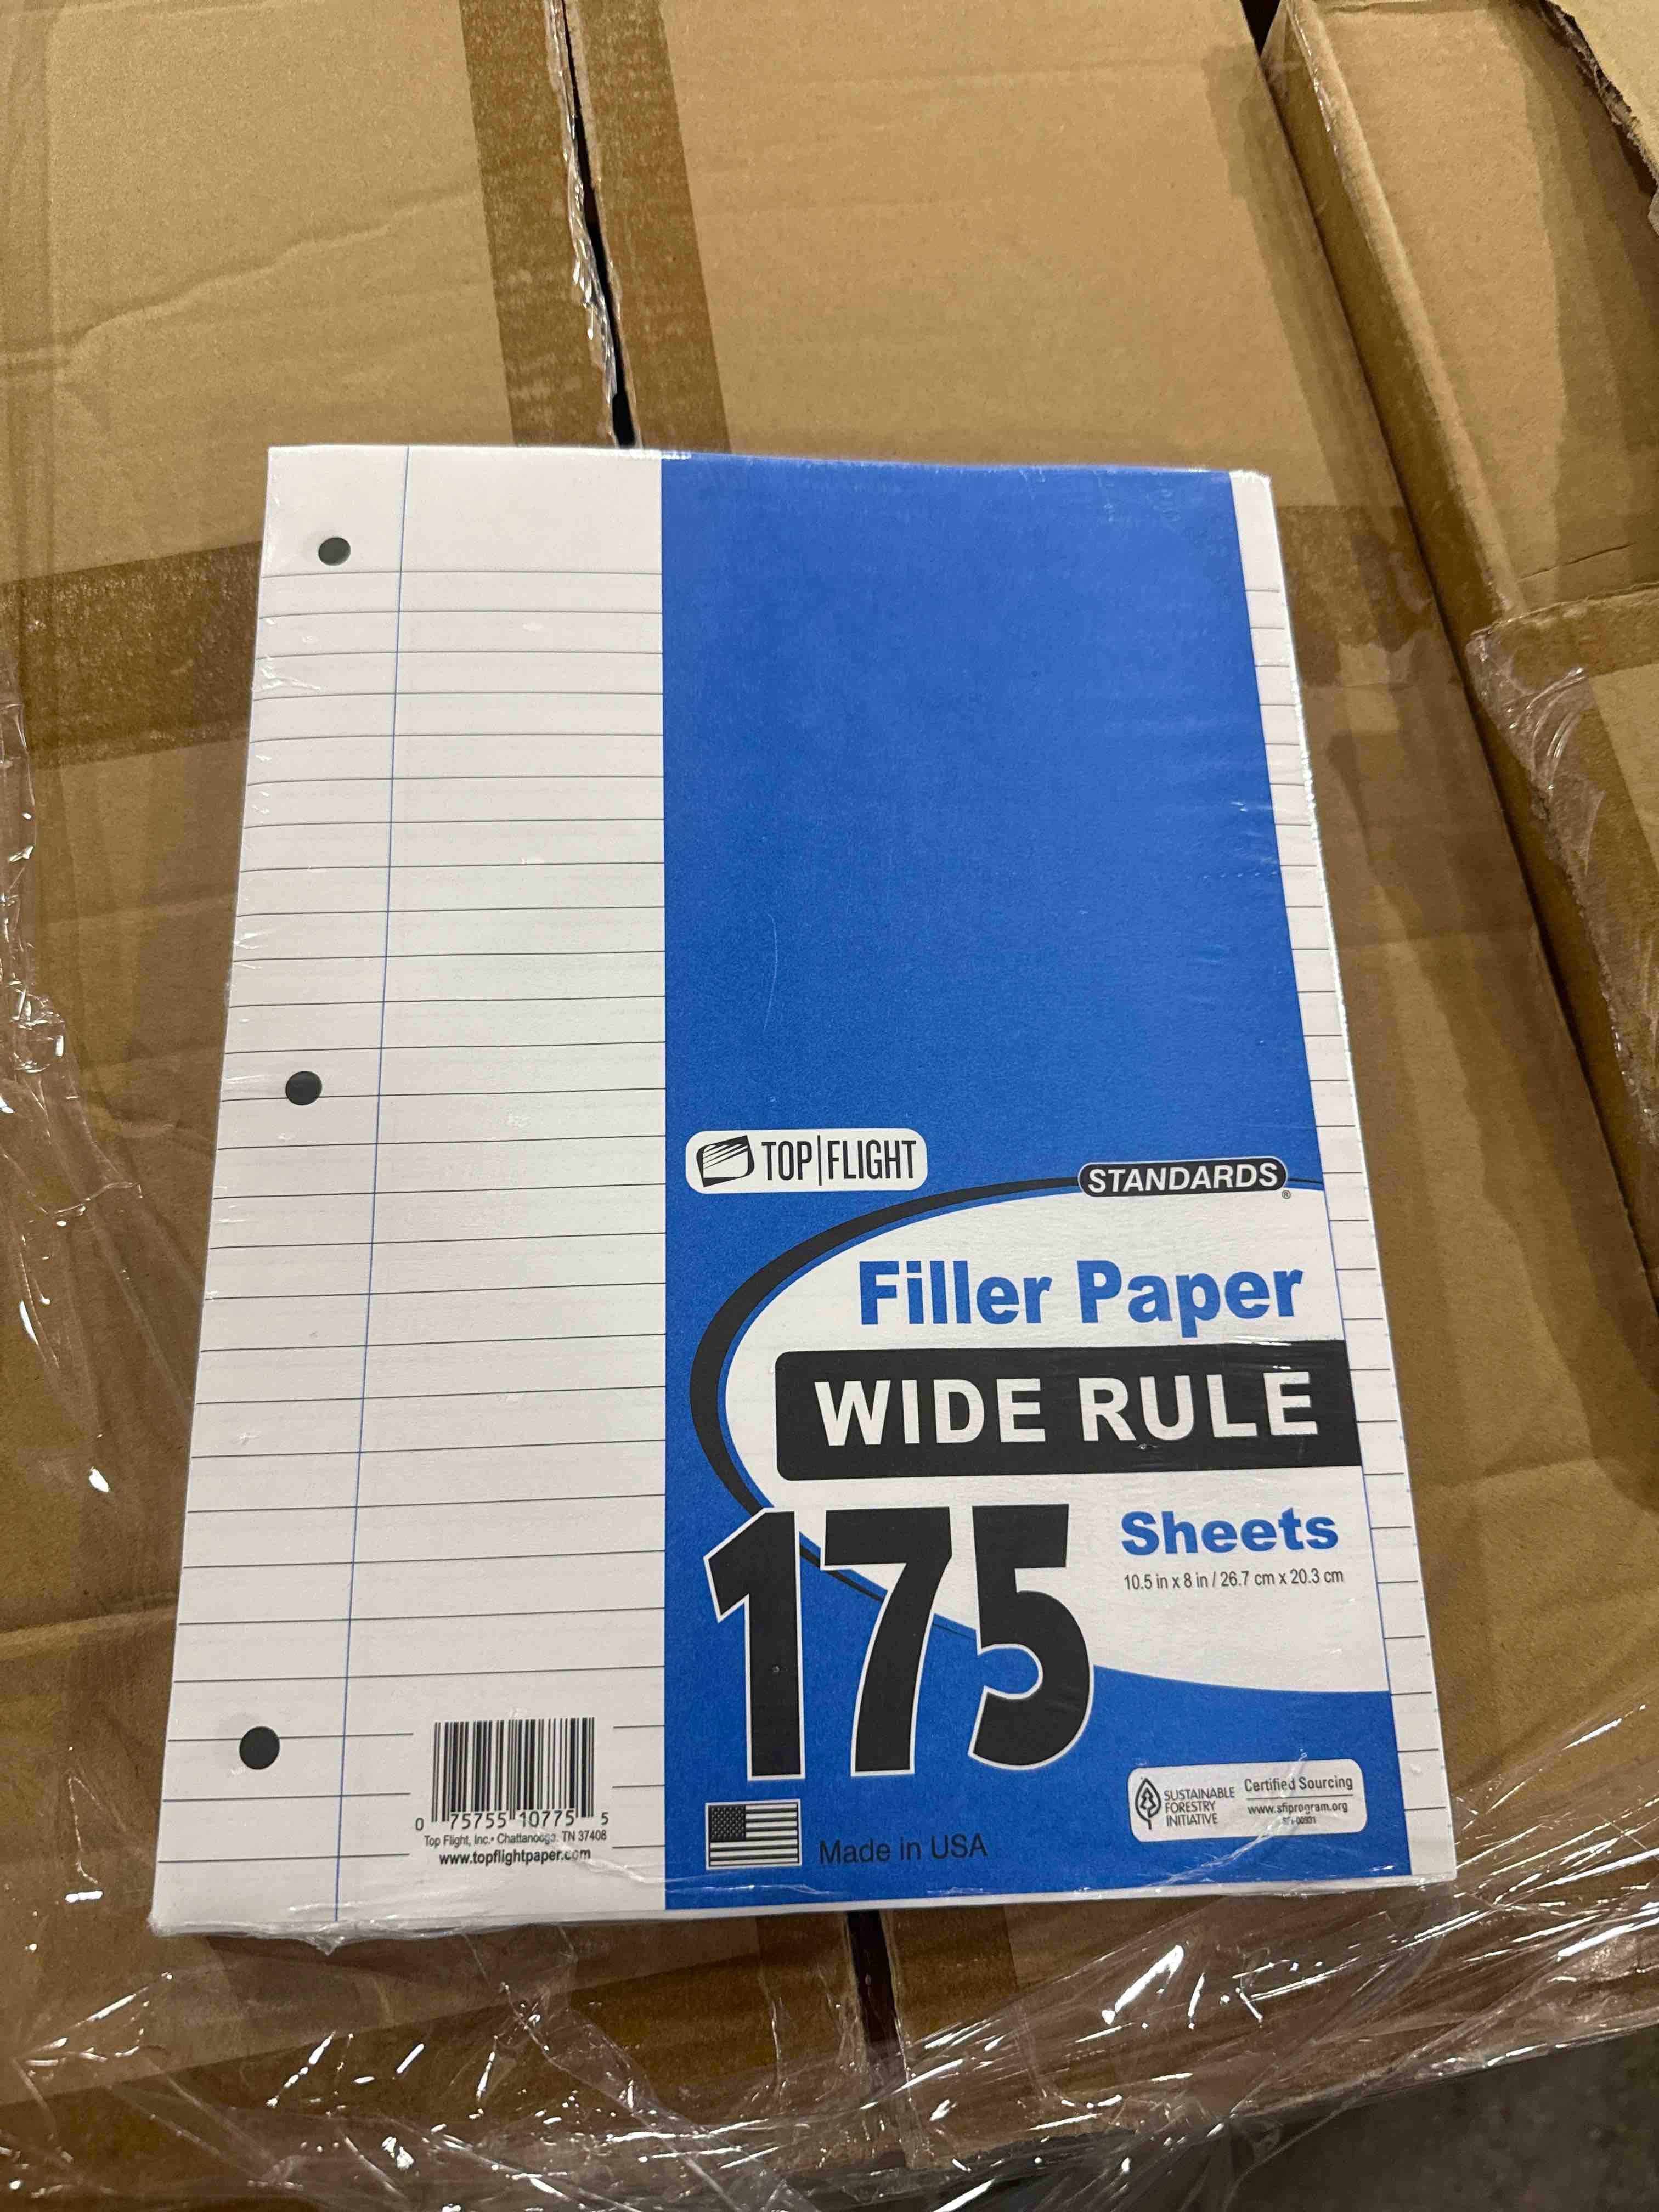 TOP|FLIGHT
STANDARDS®
Filler Paper
WIDE RULE
175
Sheets
10.5 in x 8 in / 26.7 cm x 20.3 cm
0 75755 10775 5
Top Flight, Inc.• Chattanooga, TN 37408
www.topflightpaper.com
Made in USA
SUSTAINABLE
FORESTRY
INITIATIVE
Certified Sourcing
www.sfiprogram.org